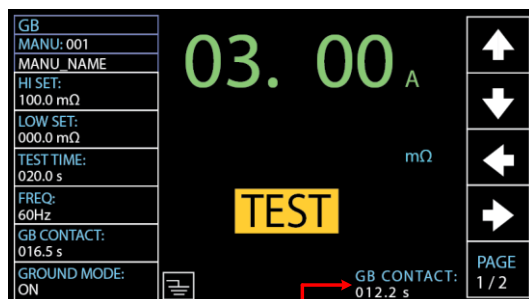 GB
MANU: 001
MANU_NAME
HI SET:
100.0 mΩ
LOW SET:
000.0 mΩ
TEST TIME:
020.0 s
FREQ:
60Hz
GB CONTACT:
016.5 s
GROUND MODE:
ON
03. 00 A
mΩ
TEST
GB CONTACT:
012.2 s
PAGE
1 / 2